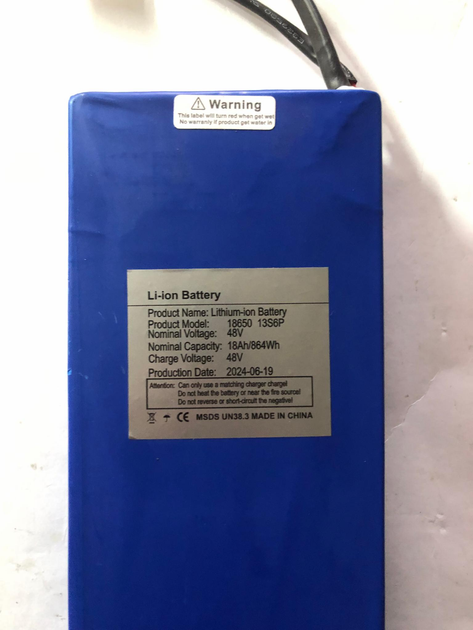 ⚠ Warning
This label will turn red when get wet
No warranly if product get water in
Li-ion Battery
Product Name: Lithium-ion Battery
Product Model: 18650 13S6P
Nominal Voltage: 48V
Nominal Capacity: 18Ah/864Wh
Charge Voltage: 48V
Production Date: 2024-06-19
Attention: Can only use a matching charger charge!
Do not heat the battery or near the fire source!
Do not reverse or short-circuit the negative!
CE MSDS UN38.3 MADE IN CHINA